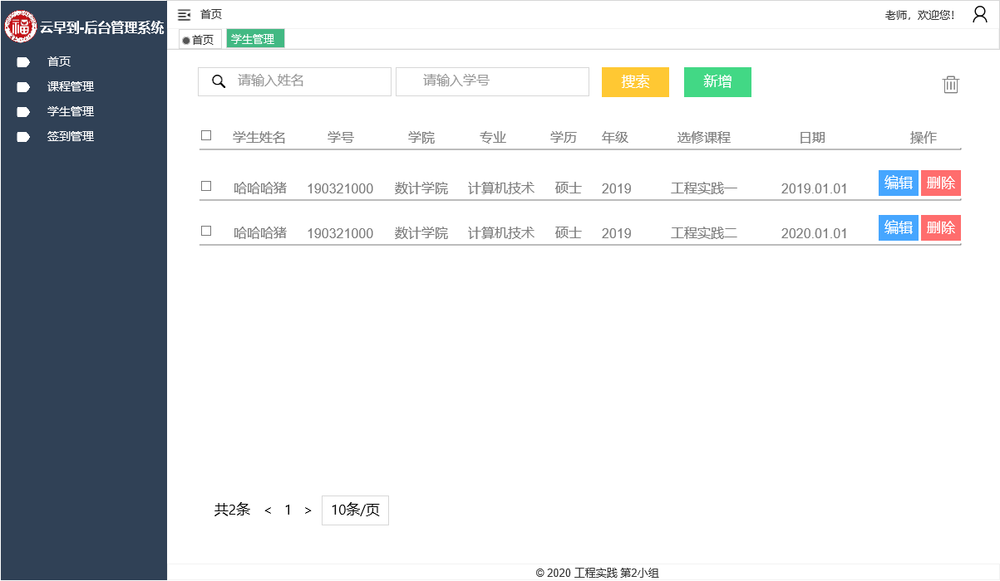 福 云早到-后台管理系统
首页
课程管理
学生管理
签到管理
首页 老师，欢迎您！
首页 学生管理
请输入姓名 请输入学号 搜索 新增
学生姓名 学号 学院 专业 学历 年级 选修课程 日期 操作
哈哈哈猪 190321000 数计学院 计算机技术 硕士 2019 工程实践一 2019.01.01 编辑 删除
哈哈哈猪 190321000 数计学院 计算机技术 硕士 2019 工程实践二 2020.01.01 编辑 删除
共2条 < 1 > 10条/页
© 2020 工程实践 第2小组